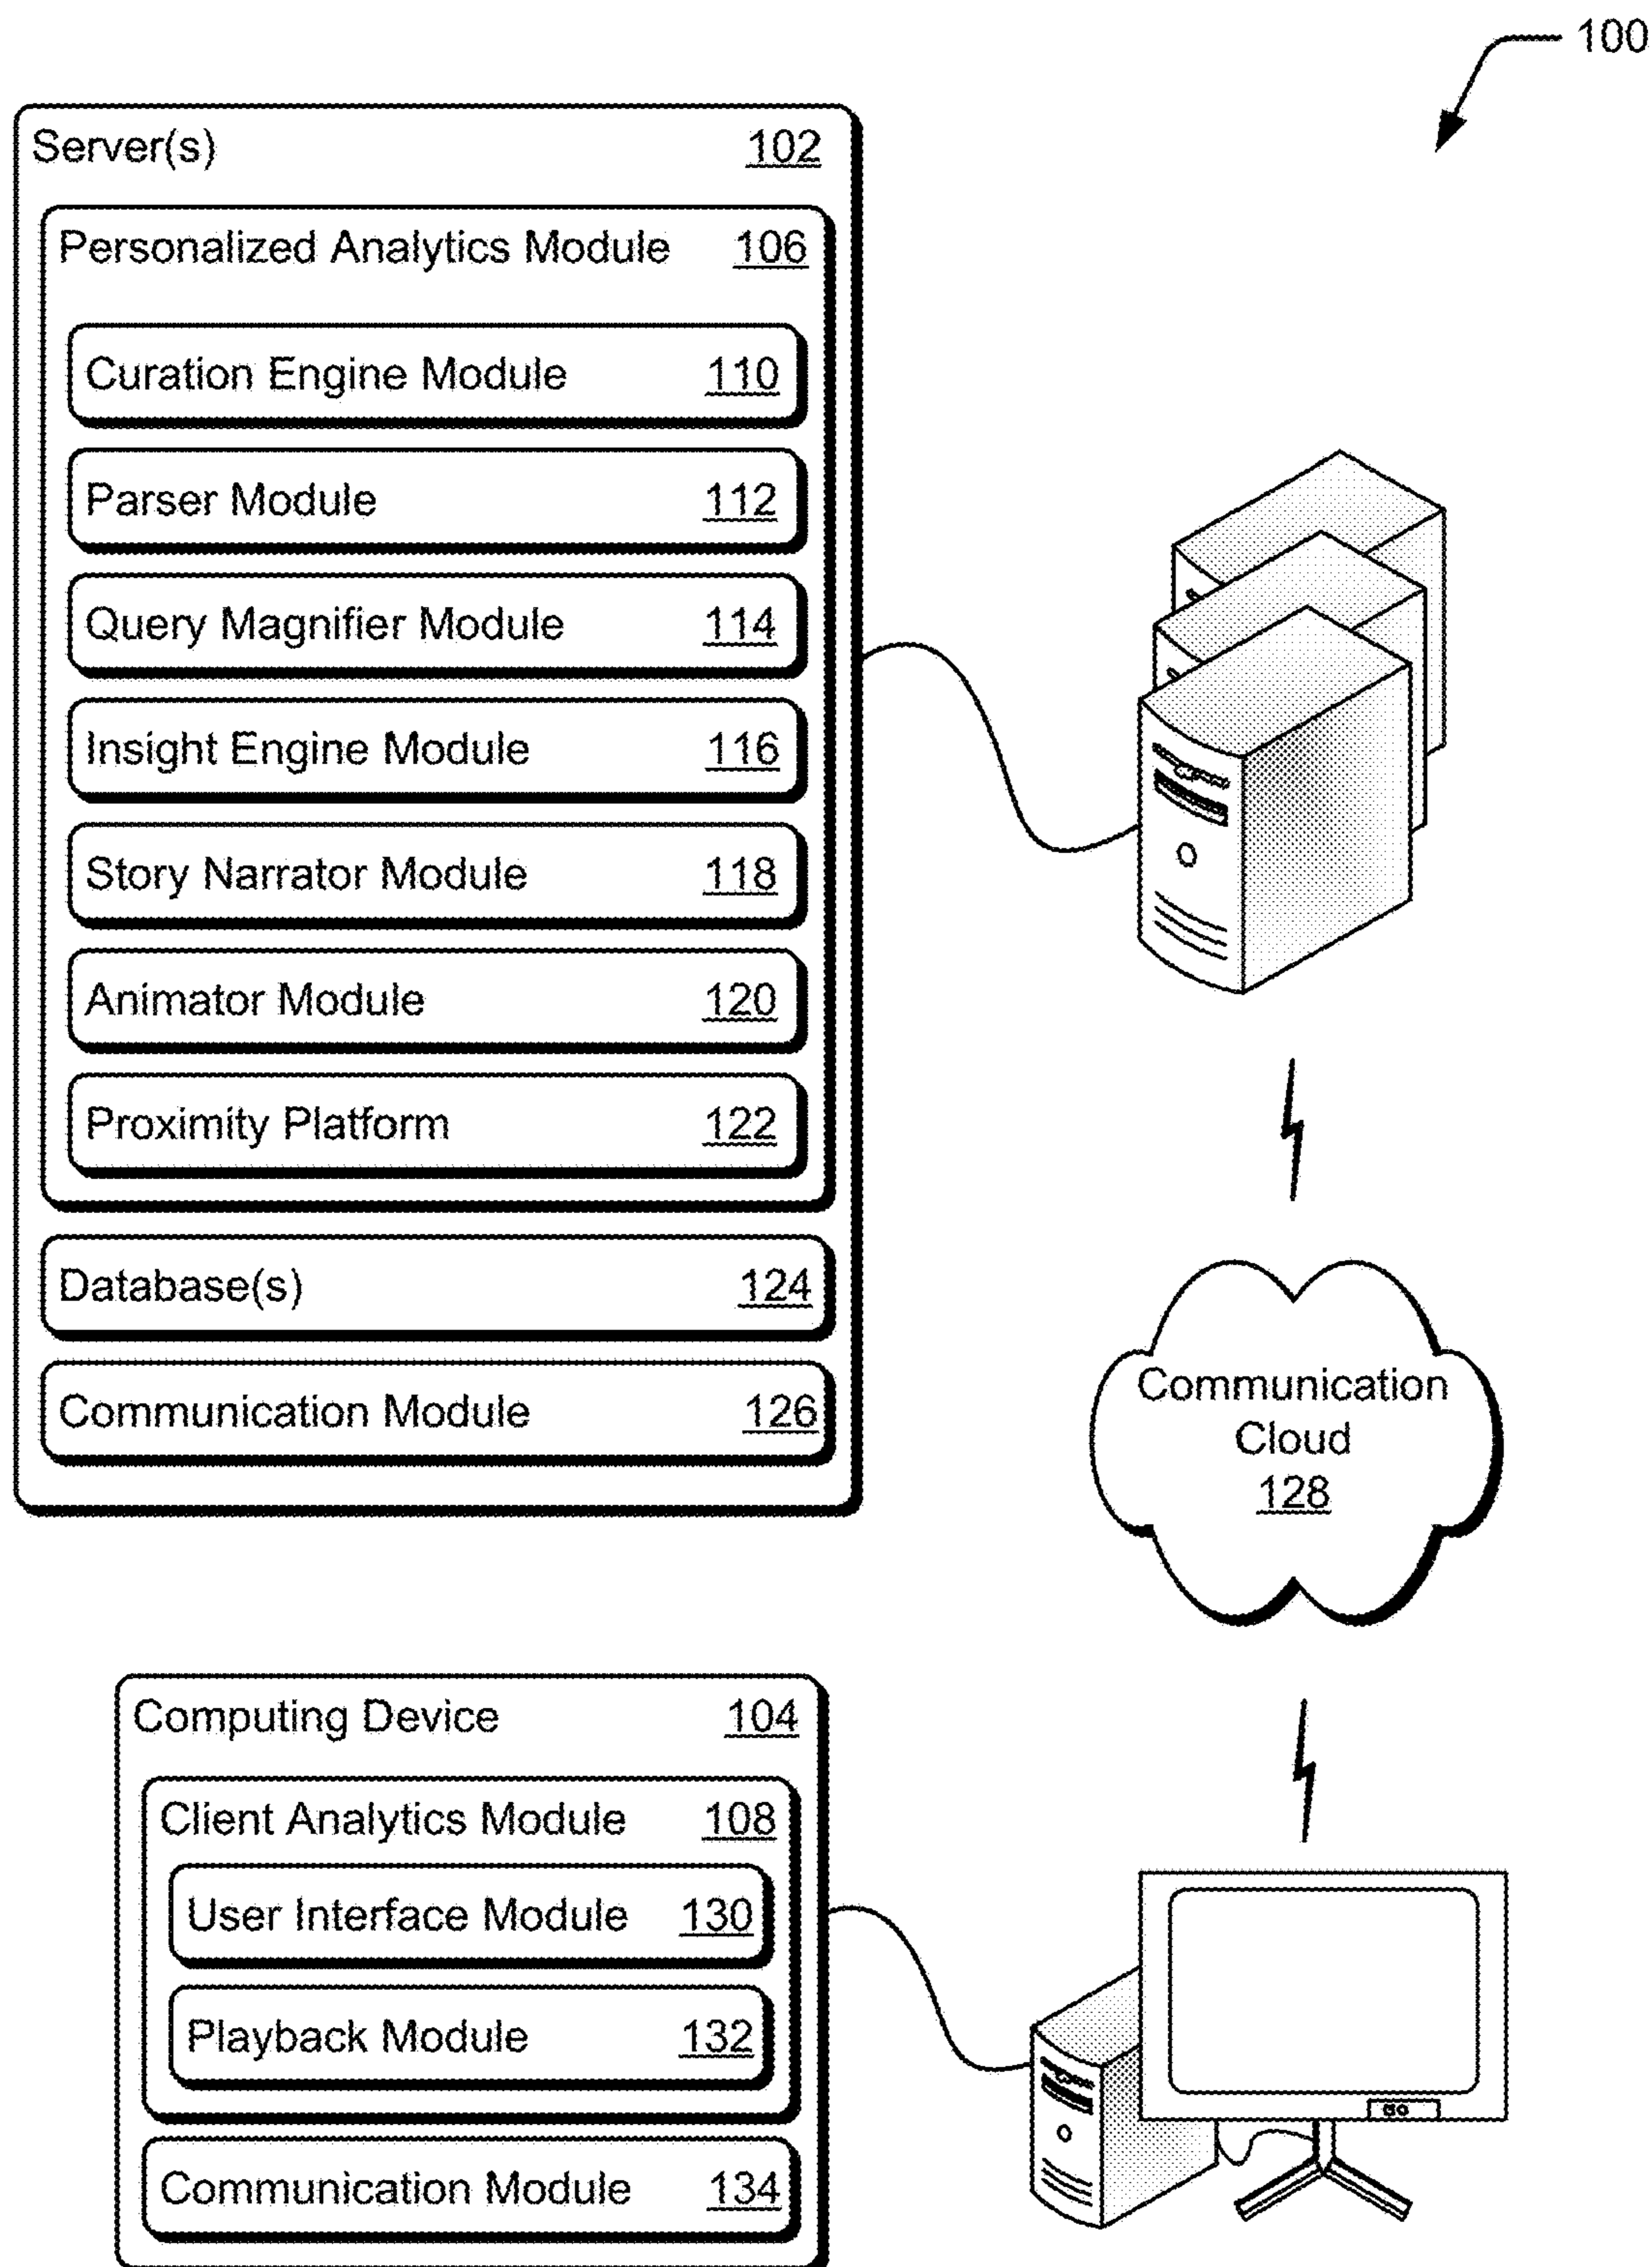 100
Server(s) 102
Personalized Analytics Module 106
Curation Engine Module 110
Parser Module 112
Query Magnifier Module 114
Insight Engine Module 116
Story Narrator Module 118
Animator Module 120
Proximity Platform 122
Database(s) 124
Communication Module 126
Communication
Cloud
128
Computing Device 104
Client Analytics Module 108
User Interface Module 130
Playback Module 132
Communication Module 134